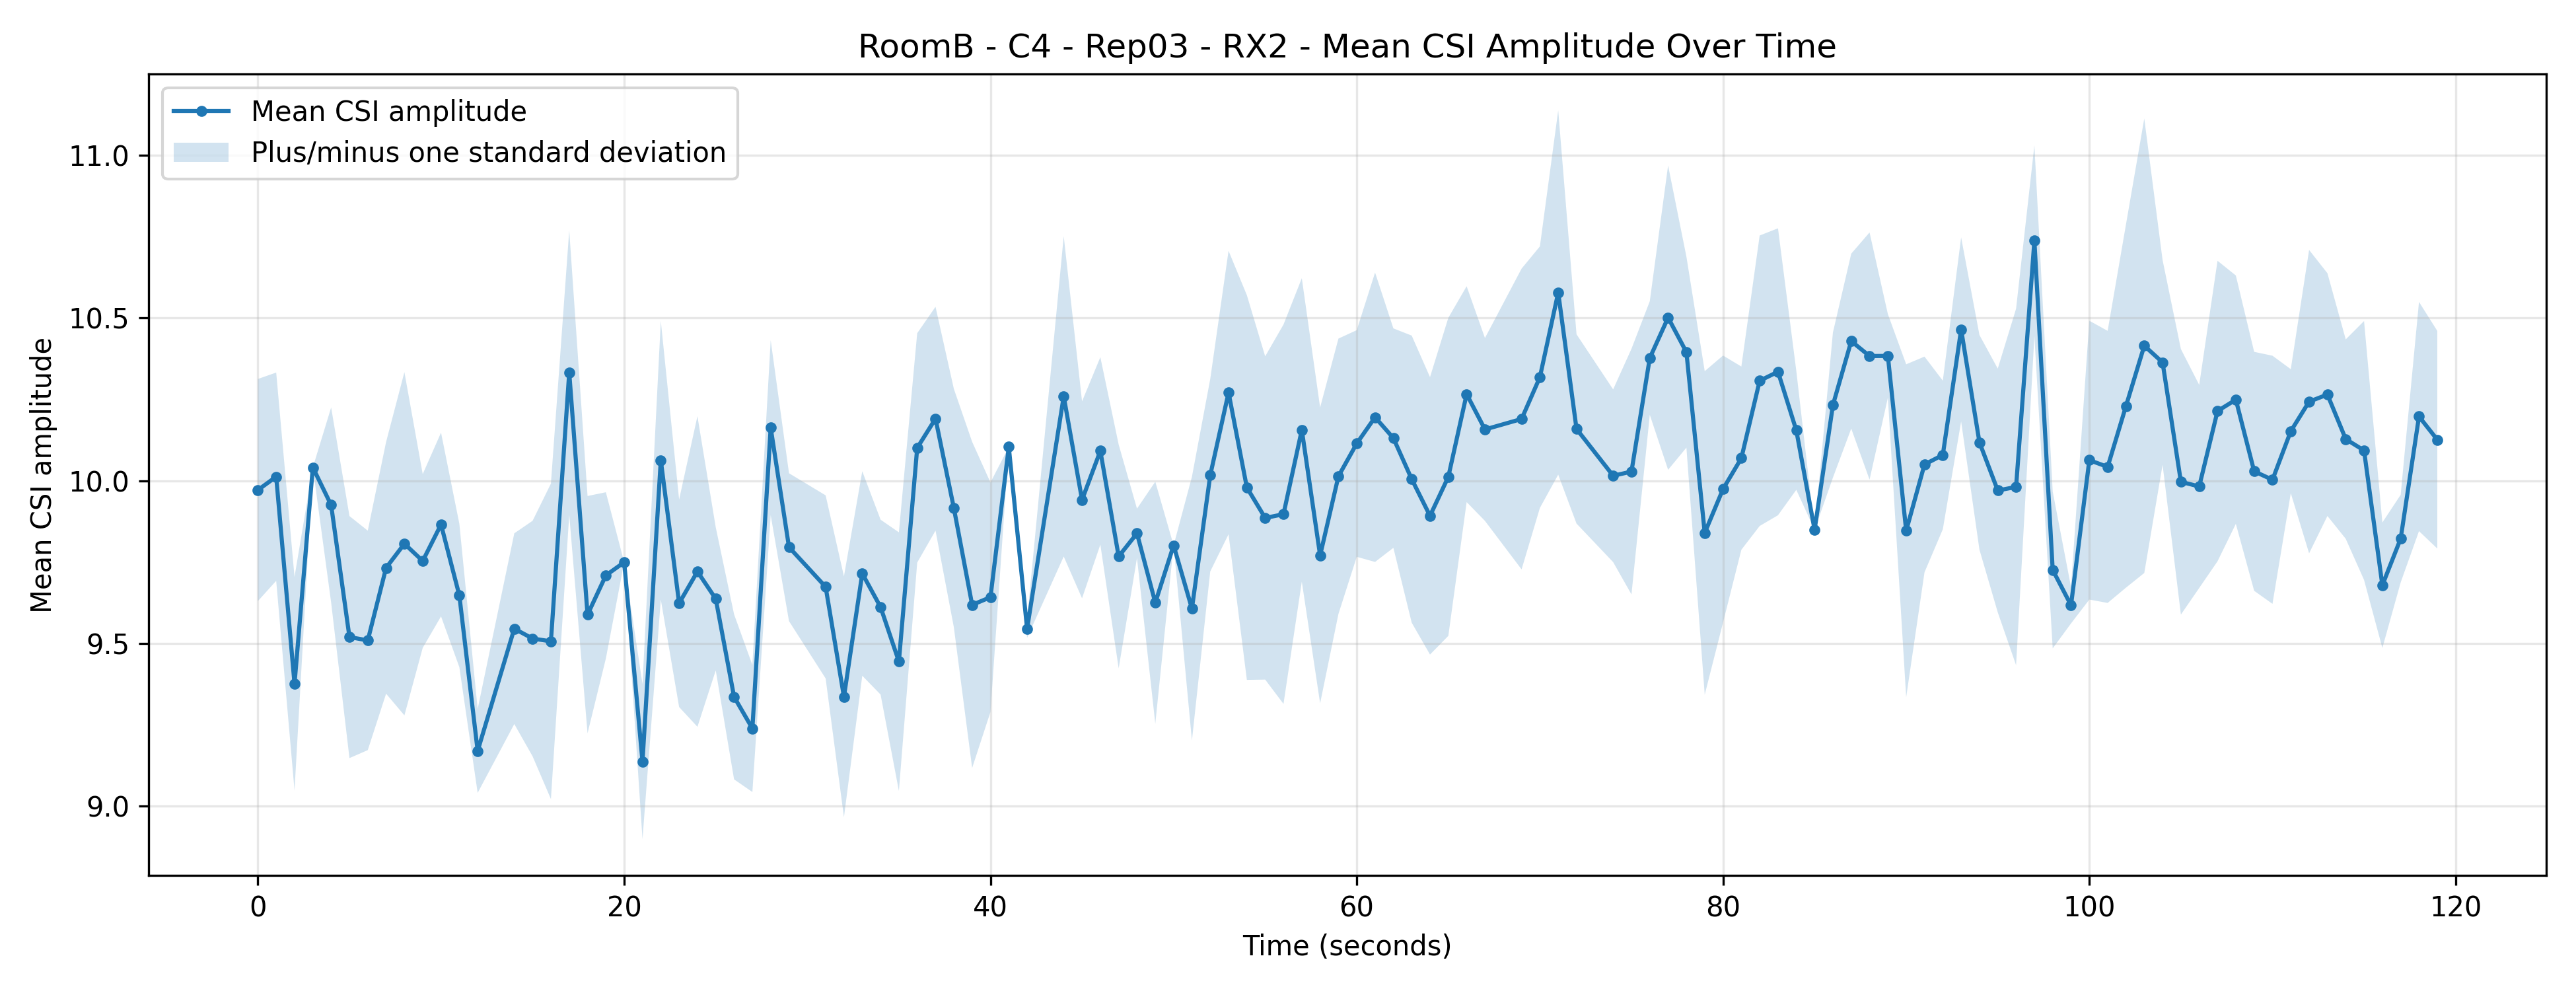 RoomB - C4 - Rep03 - RX2 - Mean CSI Amplitude Over Time
Mean CSI amplitude
Plus/minus one standard deviation
Mean CSI amplitude
11.0
10.5
10.0
9.5
9.0
0 20 40 60 80 100 120
Time (seconds)